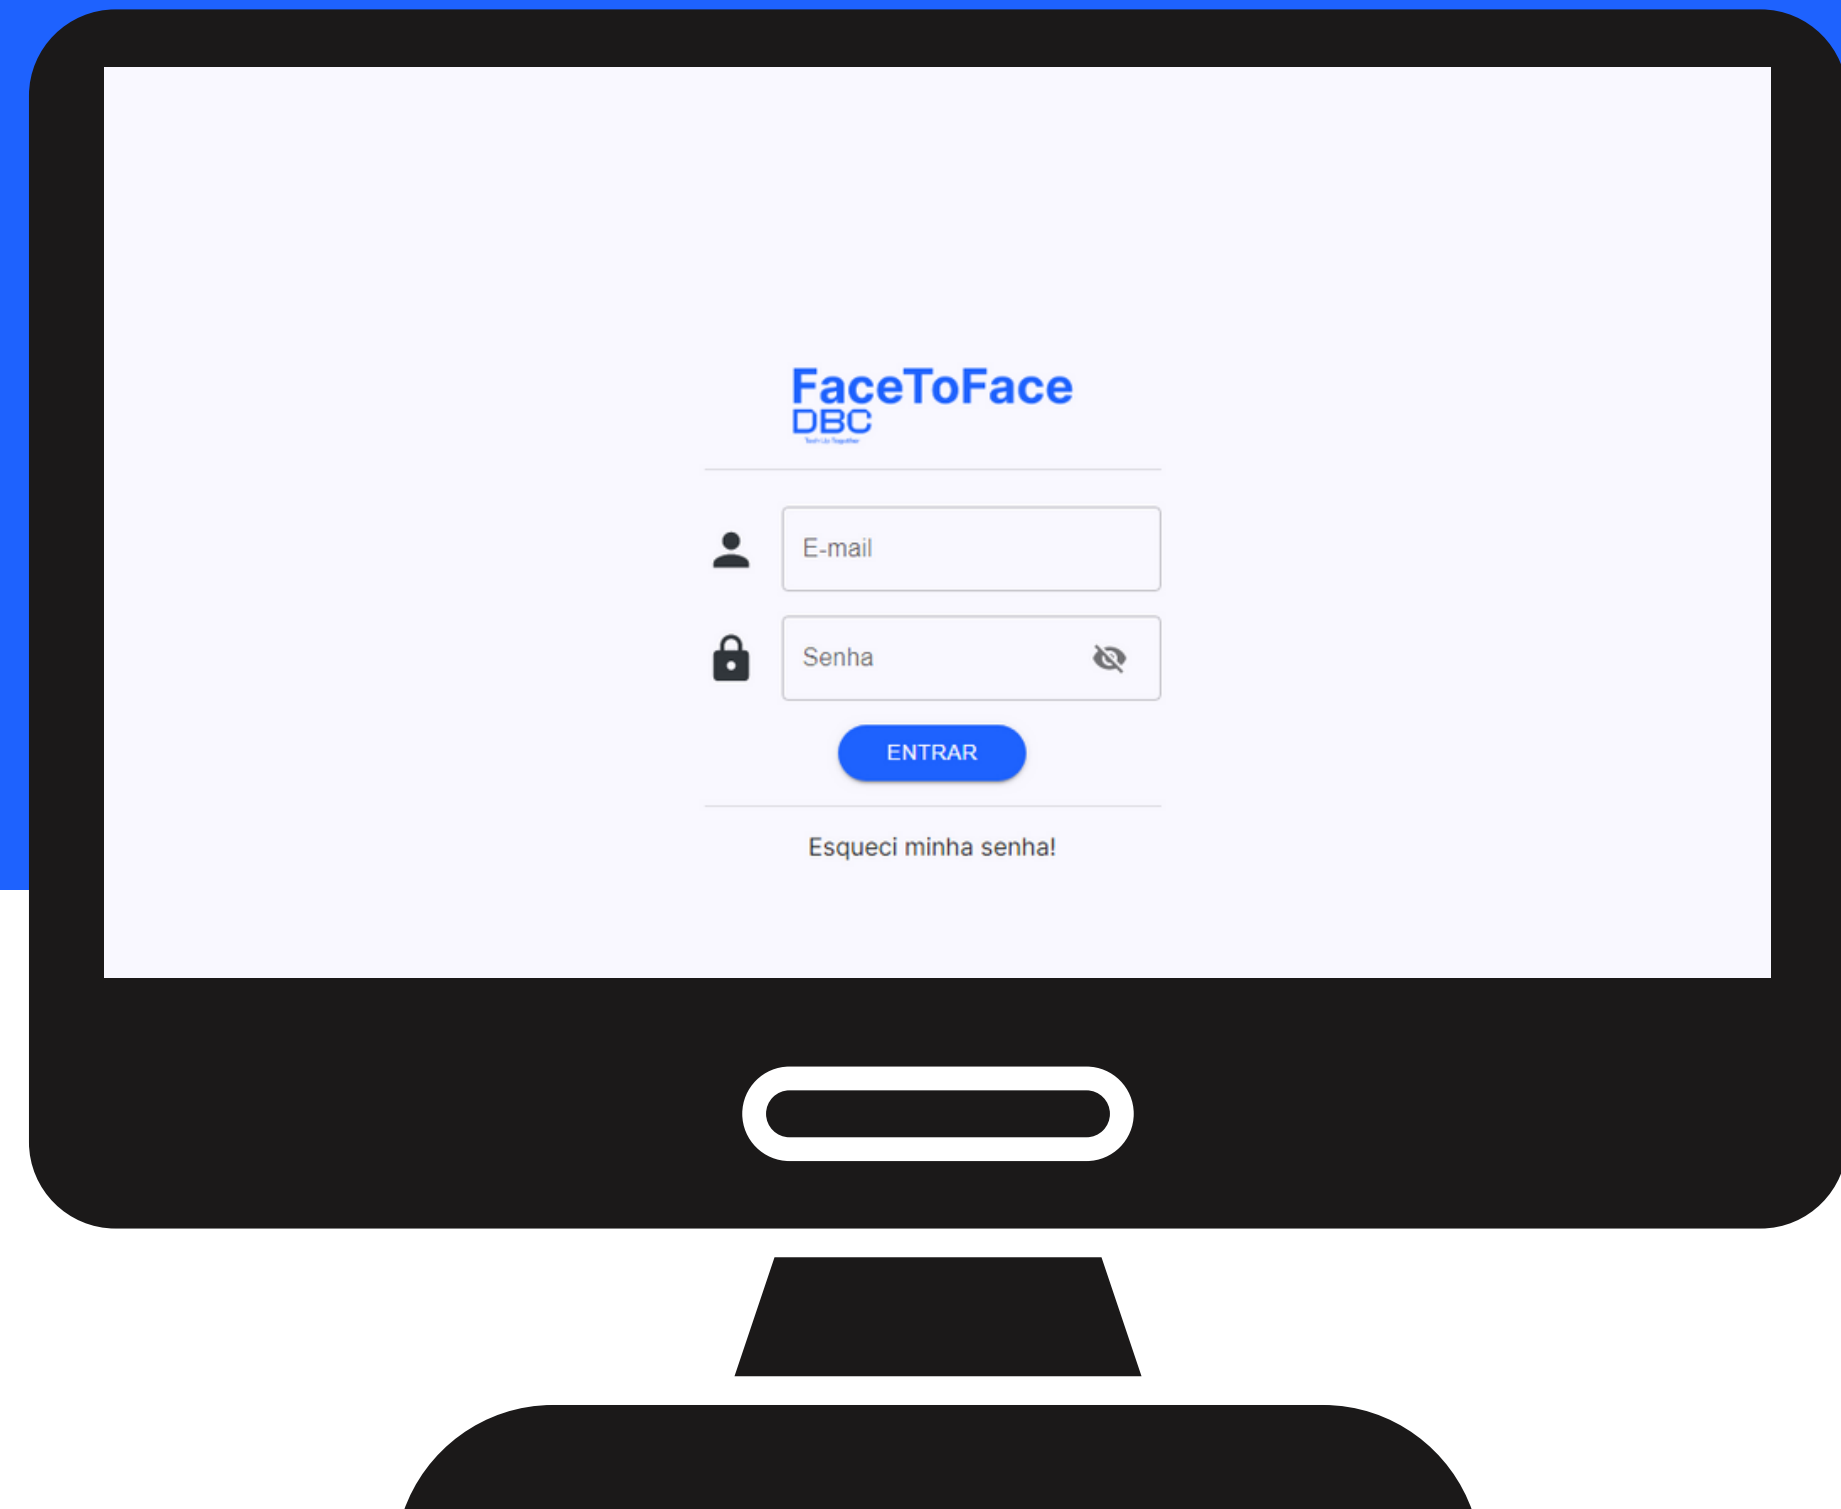 FaceToFace
DBC
E-mail
Senha
ENTRAR
Esqueci minha senha!